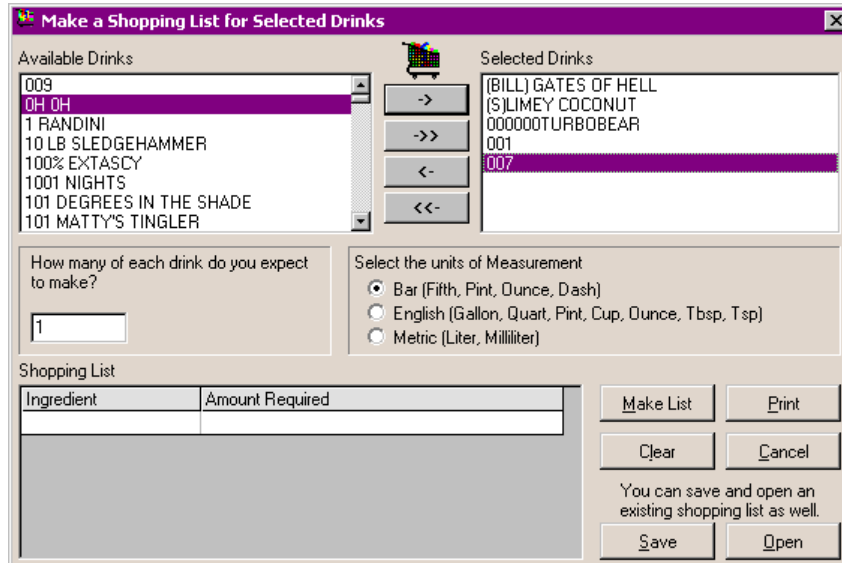 Make a Shopping List for Selected Drinks
Available Drinks
009
0H 0H
1 RANDINI
10 LB SLEDGEHAMMER
100% EXTASCY
1001 NIGHTS
101 DEGREES IN THE SHADE
101 MATTY'S TINGLER
->
->>
<-
<<-
Selected Drinks
(BILL) GATES OF HELL
(S)LIMEY COCONUT
000000TURBOBEAR
001
007
How many of each drink do you expect
to make?
1
Select the units of Measurement
Bar (Fifth, Pint, Ounce, Dash)
English (Gallon, Quart, Pint, Cup, Ounce, Tbsp, Tsp)
Metric (Liter, Milliliter)
Shopping List
Ingredient Amount Required
Make List Print
Clear Cancel
You can save and open an
existing shopping list as well.
Save Open